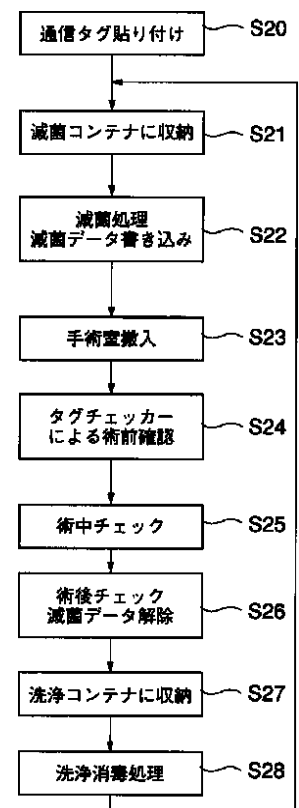 通信タグ貼り付け
S20
滅菌コンテナに収納
S21
滅菌処理
滅菌データ書き込み
S22
手術室搬入
S23
タグチェッカー
による術前確認
S24
術中チェック
S25
術後チェック
滅菌データ解除
S26
洗浄コンテナに収納
S27
洗浄消毒処理
S28